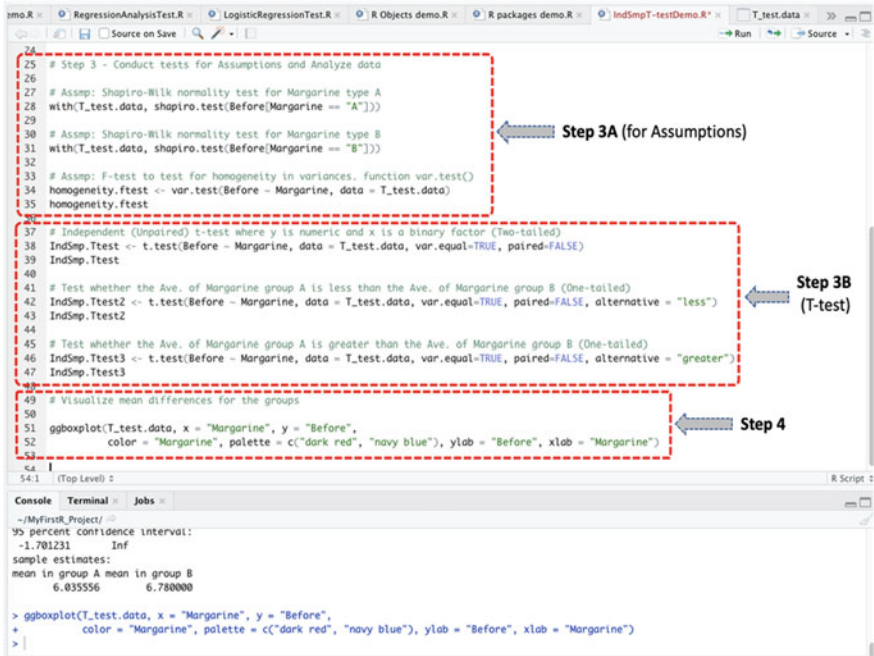 emo.R RegressionAnalysisTest.R LogisticRegressionTest.R R Objects demo.R R packages demo.R IndSmpT-testDemo.R* T_test.data
Source on Save Run Source
24
25 # Step 3 - Conduct tests for Assumptions and Analyze data
26
27 # Assmp: Shapiro-Wilk normality test for Margarine type A
28 with(T_test.data, shapiro.test(Before[Margarine == "A"]))
29
30 # Assmp: Shapiro-Wilk normality test for Margarine type B
31 with(T_test.data, shapiro.test(Before[Margarine == "B"]))
32
33 # Assmp: F-test to test for homogeneity in variances. function var.test()
34 homogeneity.ftest <- var.test(Before ~ Margarine, data = T_test.data)
35 homogeneity.ftest
36
37 # Independent (Unpaired) t-test where y is numeric and x is a binary factor (Two-tailed)
38 IndSmp.Ttest <- t.test(Before ~ Margarine, data = T_test.data, var.equal=TRUE, paired=FALSE)
39 IndSmp.Ttest
40
41 # Test whether the Ave. of Margarine group A is less than the Ave. of Margarine group B (One-tailed)
42 IndSmp.Ttest2 <- t.test(Before ~ Margarine, data = T_test.data, var.equal=TRUE, paired=FALSE, alternative = "less")
43 IndSmp.Ttest2
44
45 # Test whether the Ave. of Margarine group A is greater than the Ave. of Margarine group B (One-tailed)
46 IndSmp.Ttest3 <- t.test(Before ~ Margarine, data = T_test.data, var.equal=TRUE, paired=FALSE, alternative = "greater")
47 IndSmp.Ttest3
48
49 # Visualize mean differences for the groups
50
51 ggboxplot(T_test.data, x = "Margarine", y = "Before",
52 color = "Margarine", palette = c("dark red", "navy blue"), ylab = "Before", xlab = "Margarine")
53
54
Step 3A (for Assumptions)
Step 3B
(T-test)
Step 4
54:1 (Top Level) R Script
Console Terminal Jobs
~/MyFirstR_Project/
95 percent confidence interval:
-1.701231 Inf
sample estimates:
mean in group A mean in group B
6.035556 6.780000
> ggboxplot(T_test.data, x = "Margarine", y = "Before",
+ color = "Margarine", palette = c("dark red", "navy blue"), ylab = "Before", xlab = "Margarine")
>